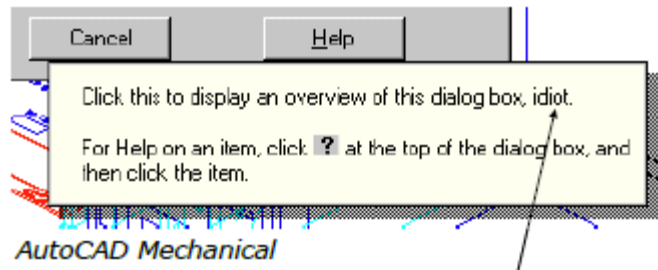 Cancel Help
Click this to display an overview of this dialog box, idiot.
For Help on an item, click ? at the top of the dialog box, and
then click the item.
AutoCAD Mechanical